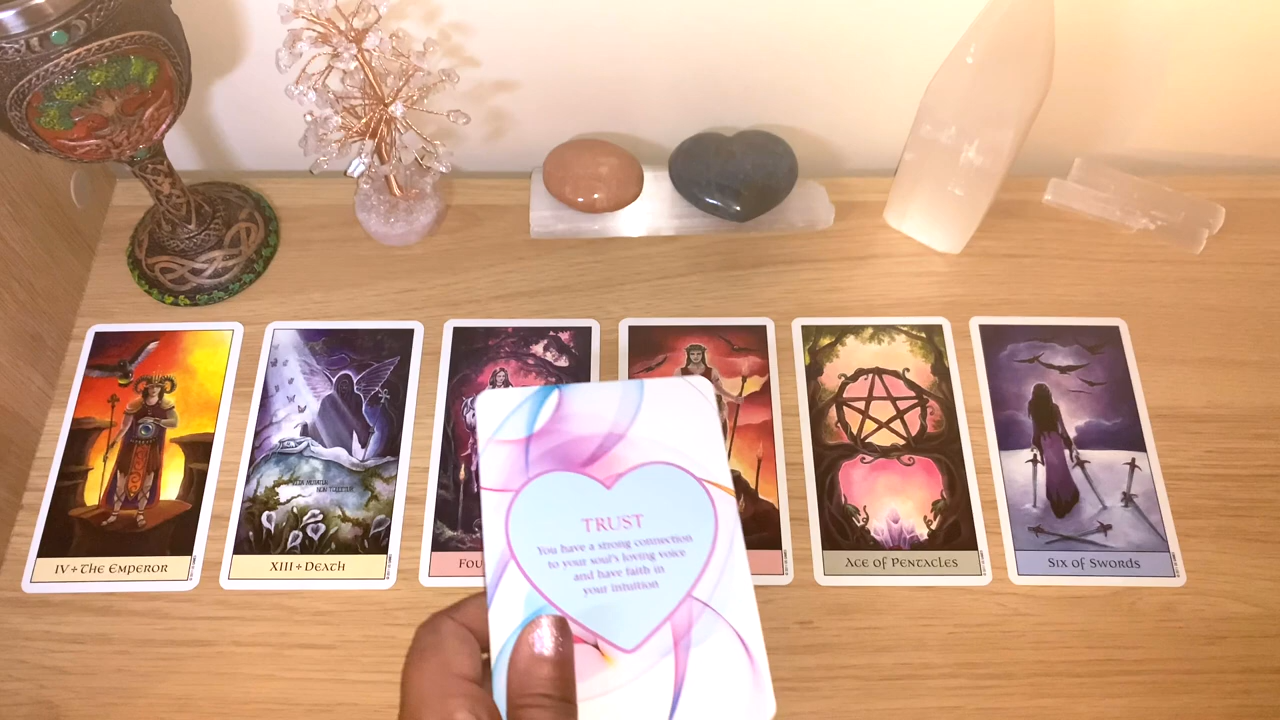 IV + The Emperor
XIII + Death
Fou
Ace of Pentacles
Six of Swords
TRUST
You have a strong connection
to your soul's loving voice
and have faith in
your intuition